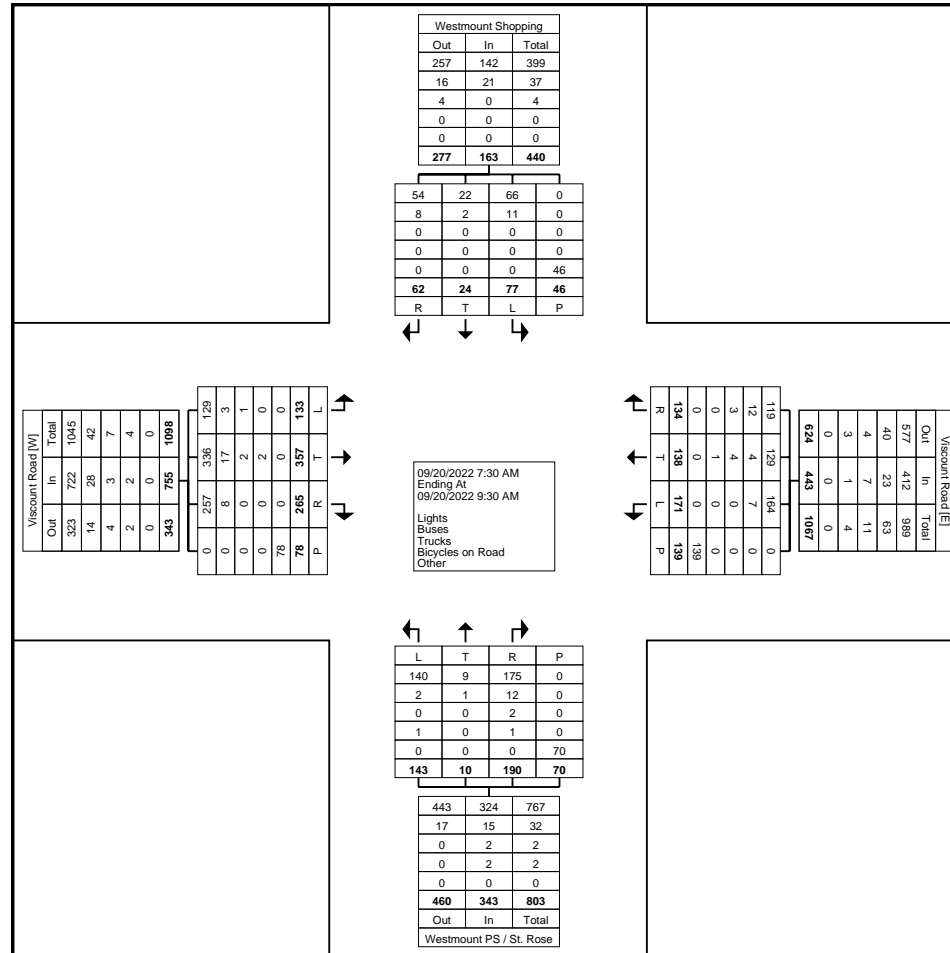 Westmount Shopping
Out In Total
257 142 399
16 21 37
4 0 4
0 0 0
0 0 0
277 163 440
54 22 66 0
8 2 11 0
0 0 0 0
0 0 0 0
0 0 0 46
62 24 77 46
R T L P
Viscount Road [W]
Total 1045 42 7 4 0 1098
In 722 28 3 2 0 755
Out 323 14 4 2 0 343
129 3 1 0 0 133 L
336 17 2 2 0 357 T
257 8 0 0 0 265 R
0 0 0 0 78 78 P
09/20/2022 7:30 AM
Ending At
09/20/2022 9:30 AM
Lights
Buses
Trucks
Bicycles on Road
Other
R 134 0 0 3 12 119
T 138 0 1 4 4 129
L 171 0 0 0 7 164
P 139 139 0 0 0 0
Viscount Road [E]
Out 577 40 4 3 0 624
In 412 23 7 1 0 443
Total 989 63 11 4 0 1067
L T R P
140 9 175 0
2 1 12 0
0 0 2 0
1 0 1 0
0 0 0 70
143 10 190 70
443 324 767
17 15 32
0 2 2
0 2 2
0 0 0
460 343 803
Out In Total
Westmount PS / St. Rose